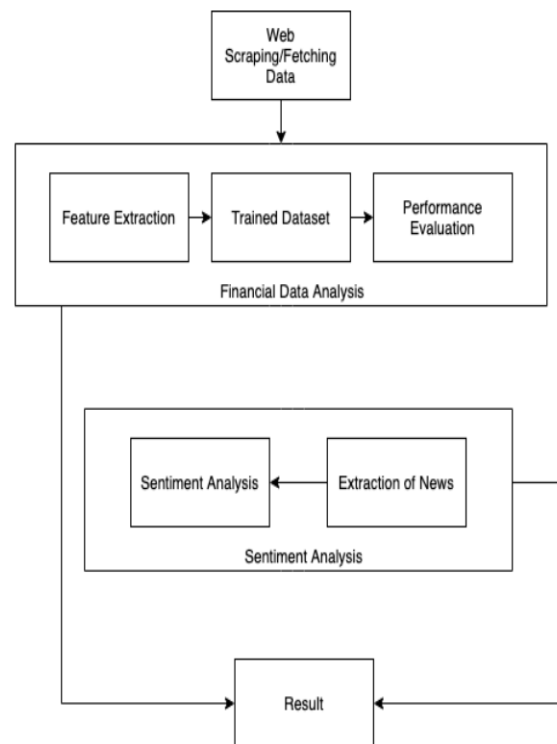 Web
Scraping/Fetching
Data
Feature Extraction
Trained Dataset
Performance
Evaluation
Financial Data Analysis
Sentiment Analysis
Extraction of News
Sentiment Analysis
Result